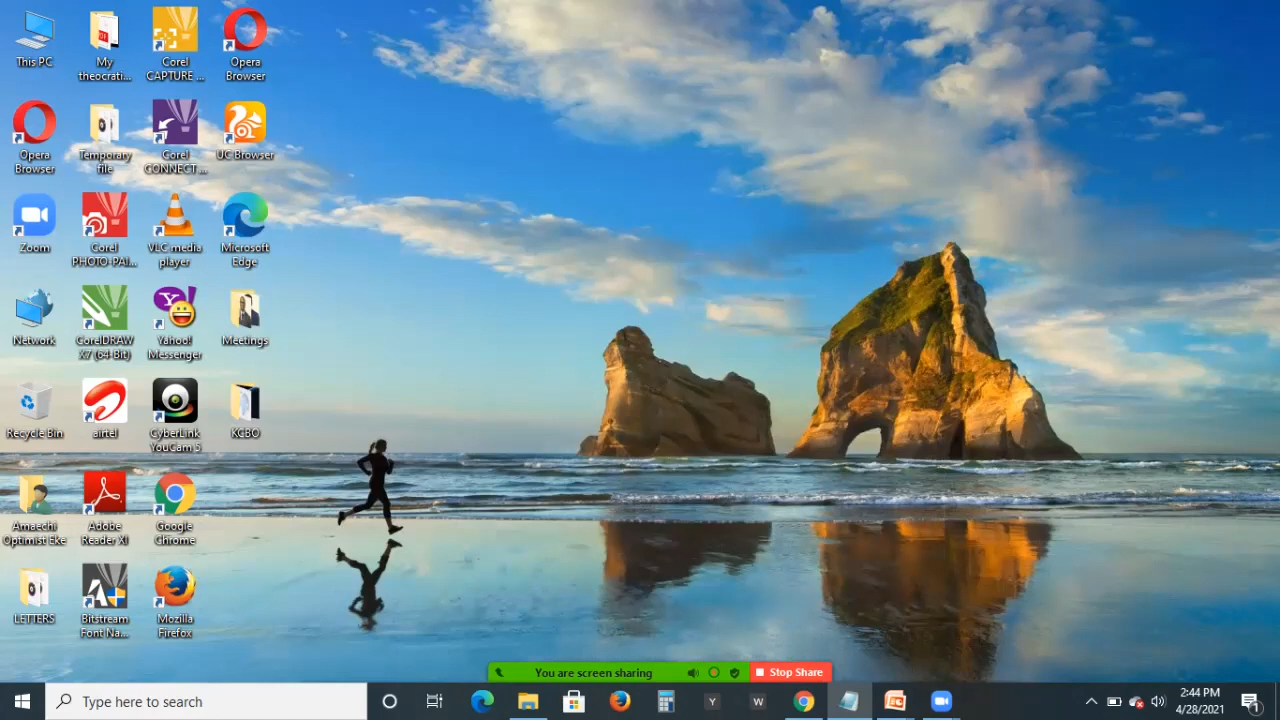 This PC
My
theocrati...
Corel
CAPTURE ...
Opera
Browser
Opera
Browser
Temporary
file
Corel
CONNECT ...
UC Browser
Zoom
Corel
PHOTO-PAI...
VLC media
player
Microsoft
Edge
Network
CorelDRAW
X7 (64-Bit)
Yahoo!
Messenger
Meetings
Recycle Bin
airtel
CyberLink
YouCam 5
KCBO
Amaechi
Optimist Eke
Adobe
Reader XI
Google
Chrome
LETTERS
Bitstream
Font Na...
Mozilla
Firefox
You are screen sharing
Stop Share
Type here to search
Y
W
2:44 PM
4/28/2021
1